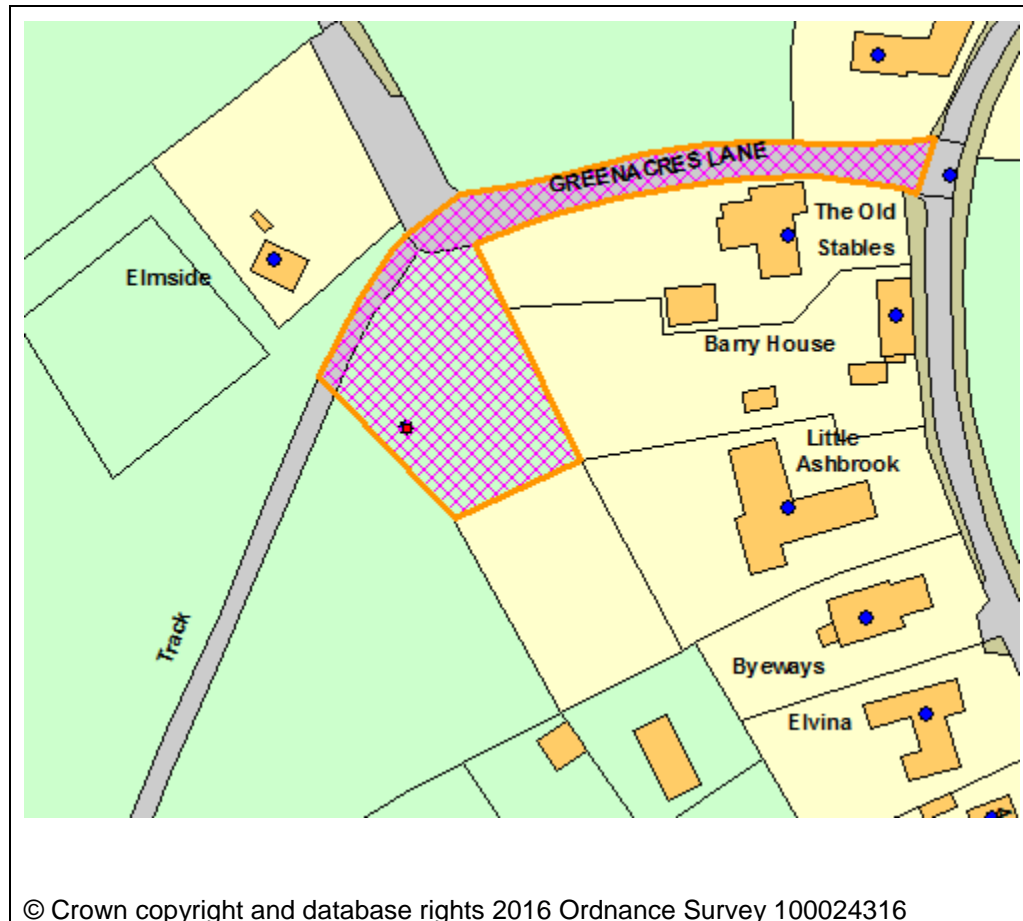 GREENACRES LANE
The Old
Stables
Elmside
Barry House
Little
Ashbrook
Track
Byeways
Elvina
© Crown copyright and database rights 2016 Ordnance Survey 100024316